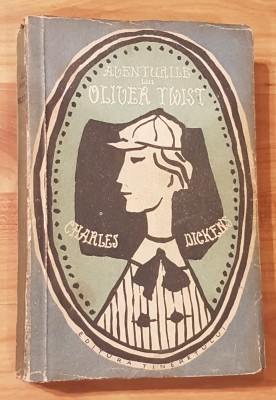 AVENTURILE
LUI
OLIVER TWIST
CHARLES DICKENS
EDITURA TINERETULUI